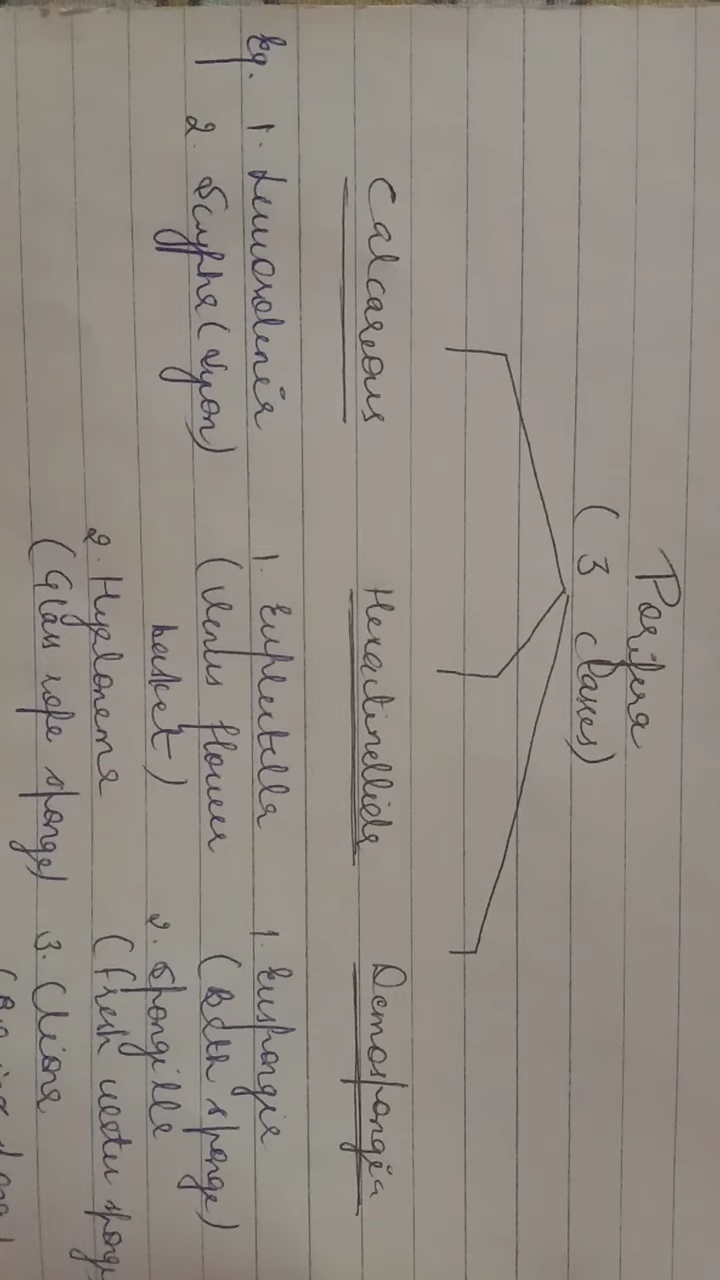 Porifera
( 3 classes)
Calcareous
Hexactinellida
Demospongia
Eg. 1. Leucosolenia
2. Scypha (Sycon)
1. Euplectella
(Venus flower
basket)
2. Hyalonema
(Glass rope sponge)
1. Euspongia
(Bath sponge)
2. Spongilla
(Fresh water sponge
3. Cliona